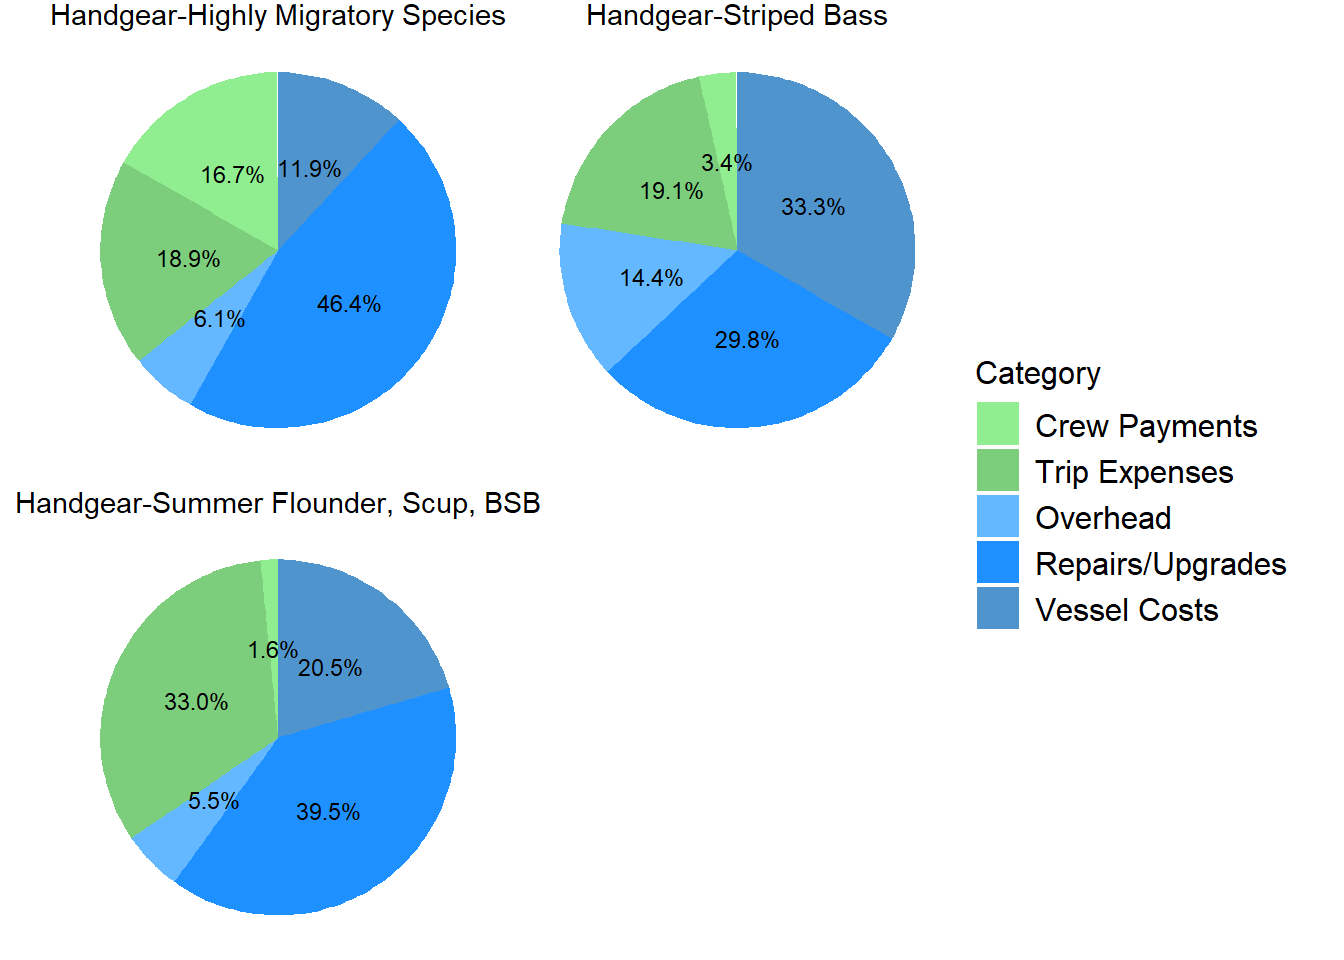 Handgear-Highly Migratory Species
16.7%
11.9%
18.9%
46.4%
6.1%
Handgear-Striped Bass
3.4%
19.1%
33.3%
14.4%
29.8%
Handgear-Summer Flounder, Scup, BSB
1.6%
20.5%
33.0%
5.5%
39.5%
Category
Crew Payments
Trip Expenses
Overhead
Repairs/Upgrades
Vessel Costs